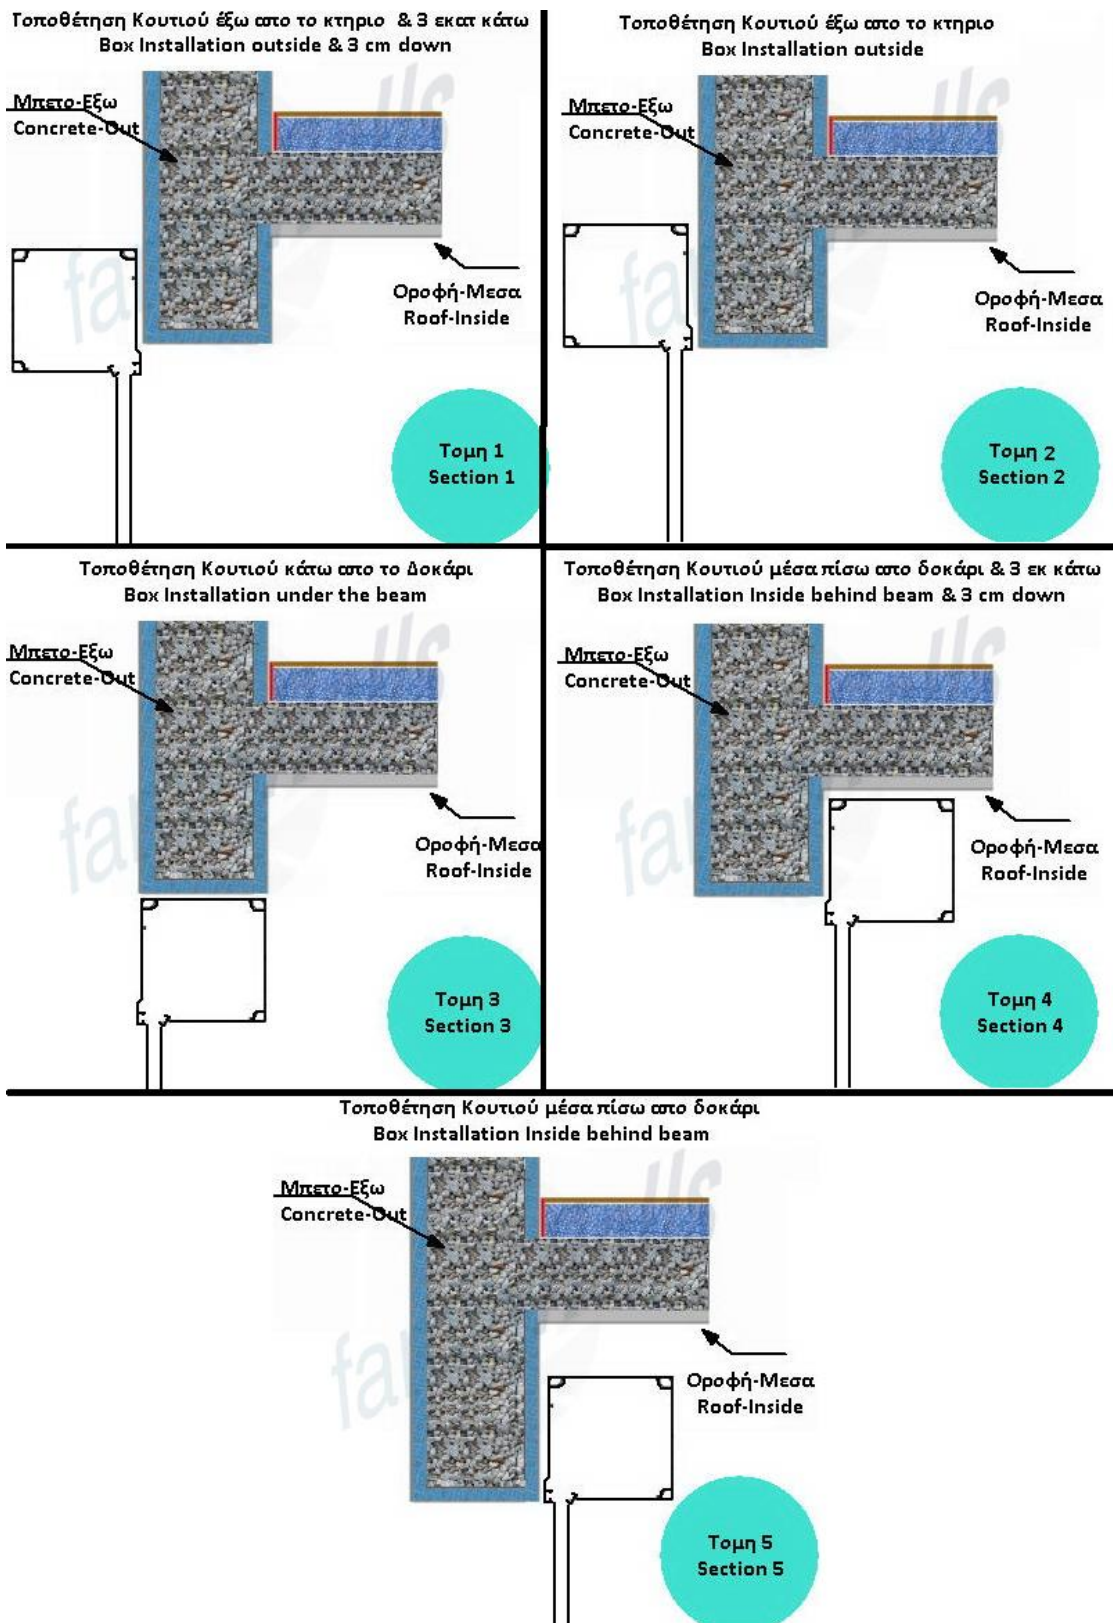 Τοποθέτηση Κουτιού έξω απο το κτηριο & 3 εκατ κάτω
Box Installation outside & 3 cm down
Μπετο-Εξω
Concrete-Out
Οροφή-Μεσα
Roof-Inside
Τομη 1
Section 1
Τοποθέτηση Κουτιού έξω απο το κτηριο
Box Installation outside
Μπετο-Εξω
Concrete-Out
Οροφή-Μεσα
Roof-Inside
Τομη 2
Section 2
Τοποθέτηση Κουτιού κάτω απο το Δοκάρι
Box Installation under the beam
Μπετο-Εξω
Concrete-Out
Οροφή-Μεσα
Roof-Inside
Τομη 3
Section 3
Τοποθέτηση Κουτιού μέσα πίσω απο δοκάρι & 3 εκ κάτω
Box Installation Inside behind beam & 3 cm down
Μπετο-Εξω
Concrete-Out
Οροφή-Μεσα
Roof-Inside
Τομη 4
Section 4
Τοποθέτηση Κουτιού μέσα πίσω απο δοκάρι
Box Installation Inside behind beam
Μπετο-Εξω
Concrete-Out
Οροφή-Μεσα
Roof-Inside
Τομη 5
Section 5